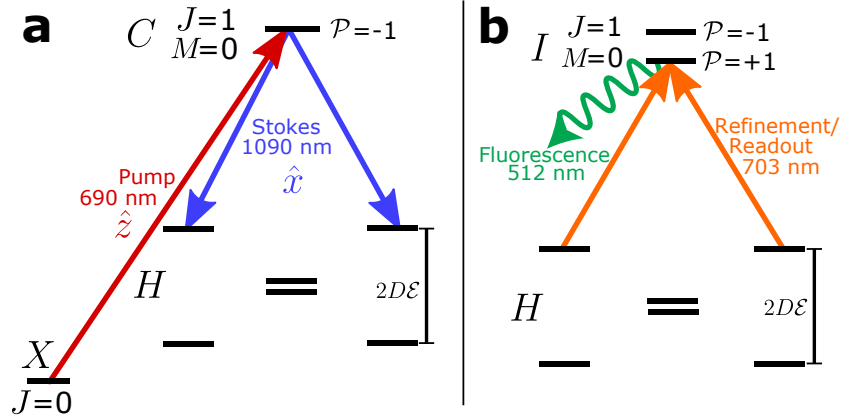 a
C
J=1
M=0
𝒫=-1
Stokes
1090 nm
x̂
Pump
690 nm
ẑ
H
2Dℰ
X
J=0
b
I
J=1
M=0
𝒫=-1
𝒫=+1
Fluorescence
512 nm
Refinement/
Readout
703 nm
H
2Dℰ